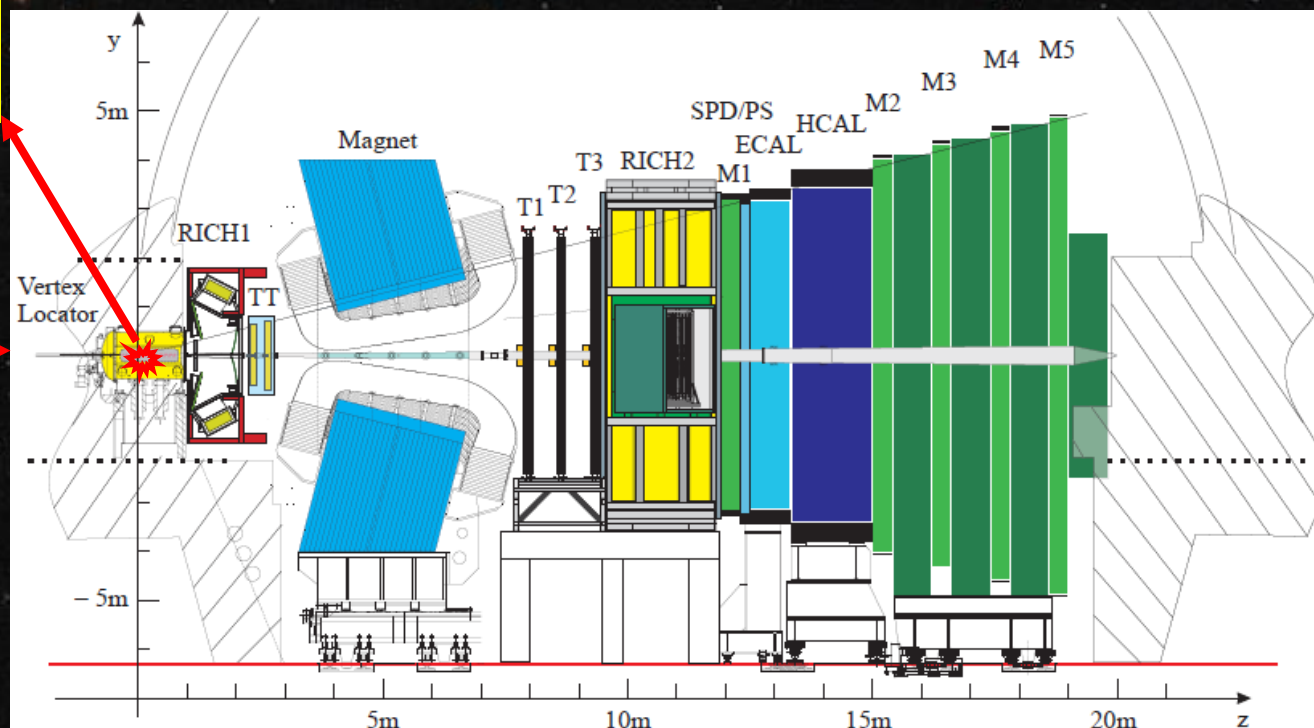 y
5m
Magnet
RICH1
Vertex
Locator
TT
T1
T2
T3
RICH2
M1
SPD/PS
ECAL
HCAL
M2
M3
M4
M5
− 5m
5m
10m
15m
20m
z